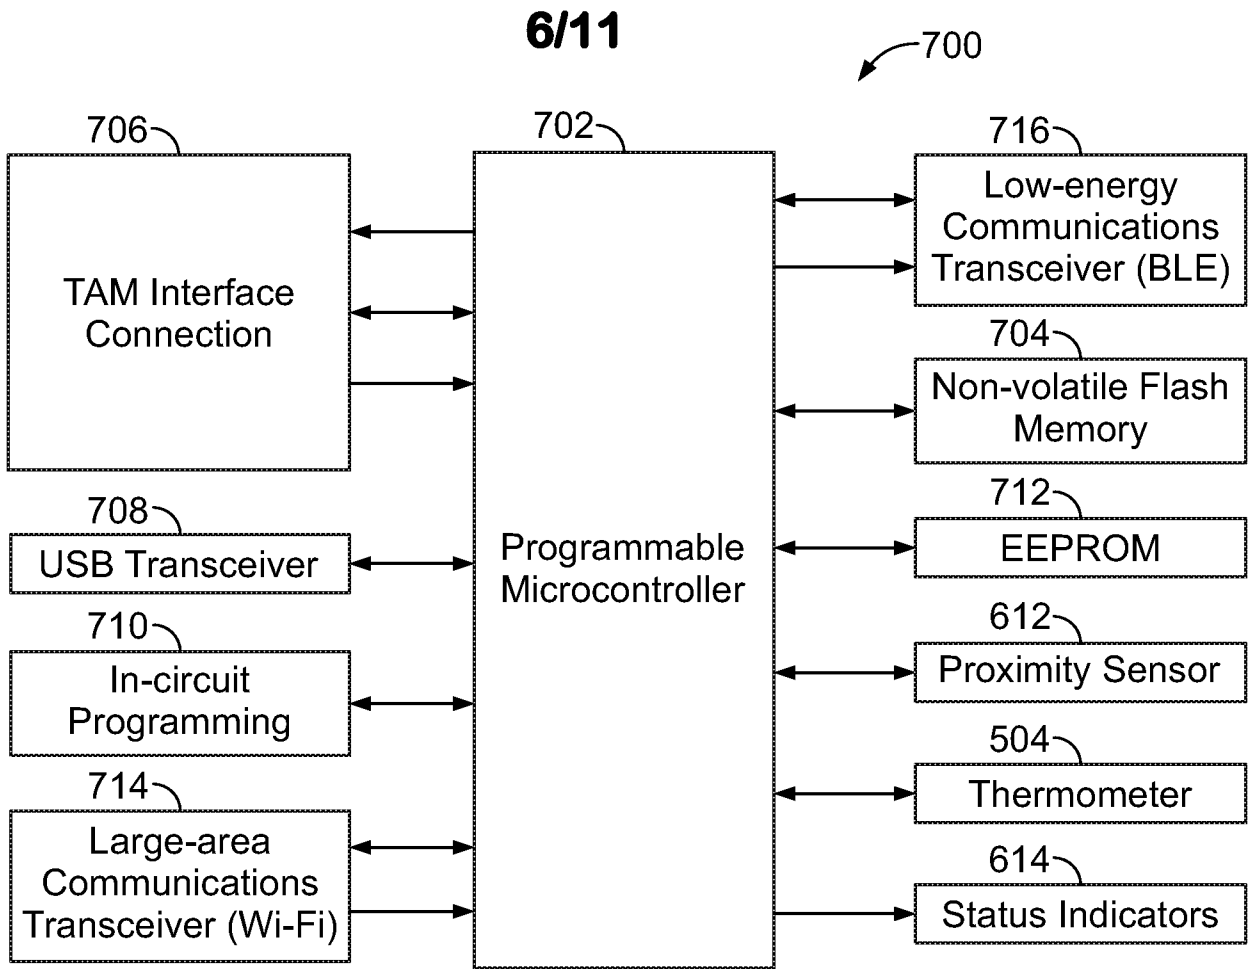 6/11
700
706
TAM Interface
Connection
708
USB Transceiver
710
In-circuit
Programming
714
Large-area
Communications
Transceiver (Wi-Fi)
702
Programmable
Microcontroller
716
Low-energy
Communications
Transceiver (BLE)
704
Non-volatile Flash
Memory
712
EEPROM
612
Proximity Sensor
504
Thermometer
614
Status Indicators